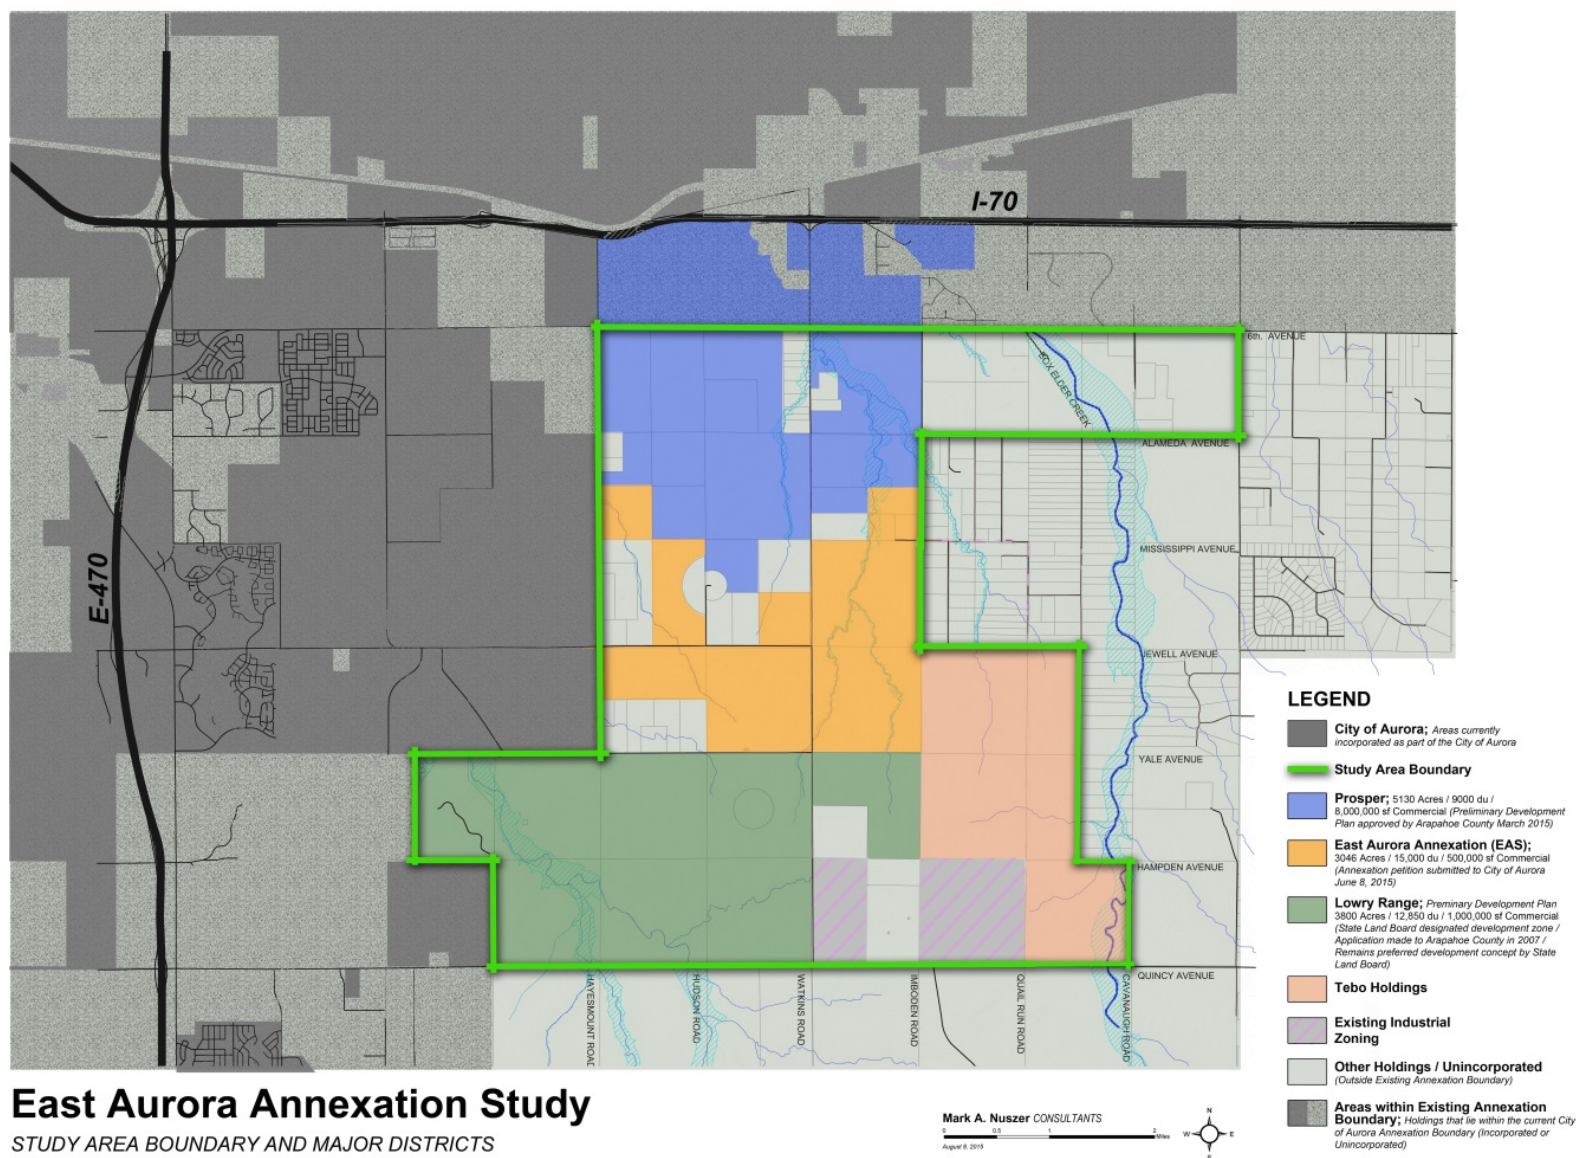 I-70
6th. AVENUE
BOX ELDER CREEK
ALAMEDA AVENUE
MISSISSIPPI AVENUE
E-470
JEWELL AVENUE
YALE AVENUE
HAMPDEN AVENUE
QUINCY AVENUE
HAYESMOUNT ROAD
HUDSON ROAD
WATKINS ROAD
IMBODEN ROAD
QUAIL RUN ROAD
CAVANAUGH ROAD
LEGEND
City of Aurora; Areas currently
incorporated as part of the City of Aurora
Study Area Boundary
Prosper; 5130 Acres / 9000 du /
8,000,000 sf Commercial (Preliminary Development
Plan approved by Arapahoe County March 2015)
East Aurora Annexation (EAS);
3046 Acres / 15,000 du / 500,000 sf Commercial
(Annexation petition submitted to City of Aurora
June 8, 2015)
Lowry Range; Preminary Development Plan
3800 Acres / 12,850 du / 1,000,000 sf Commercial
(State Land Board designated development zone /
Application made to Arapahoe County in 2007 /
Remains preferred development concept by State
Land Board)
Tebo Holdings
Existing Industrial
Zoning
Other Holdings / Unincorporated
(Outside Existing Annexation Boundary)
Areas within Existing Annexation
Boundary; Holdings that lie within the current City
of Aurora Annexation Boundary (Incorporated or
Unincorporated)
East Aurora Annexation Study
STUDY AREA BOUNDARY AND MAJOR DISTRICTS
Mark A. Nuszer CONSULTANTS
0 0.5 1 2 Miles
August 6, 2015
N
W E
S